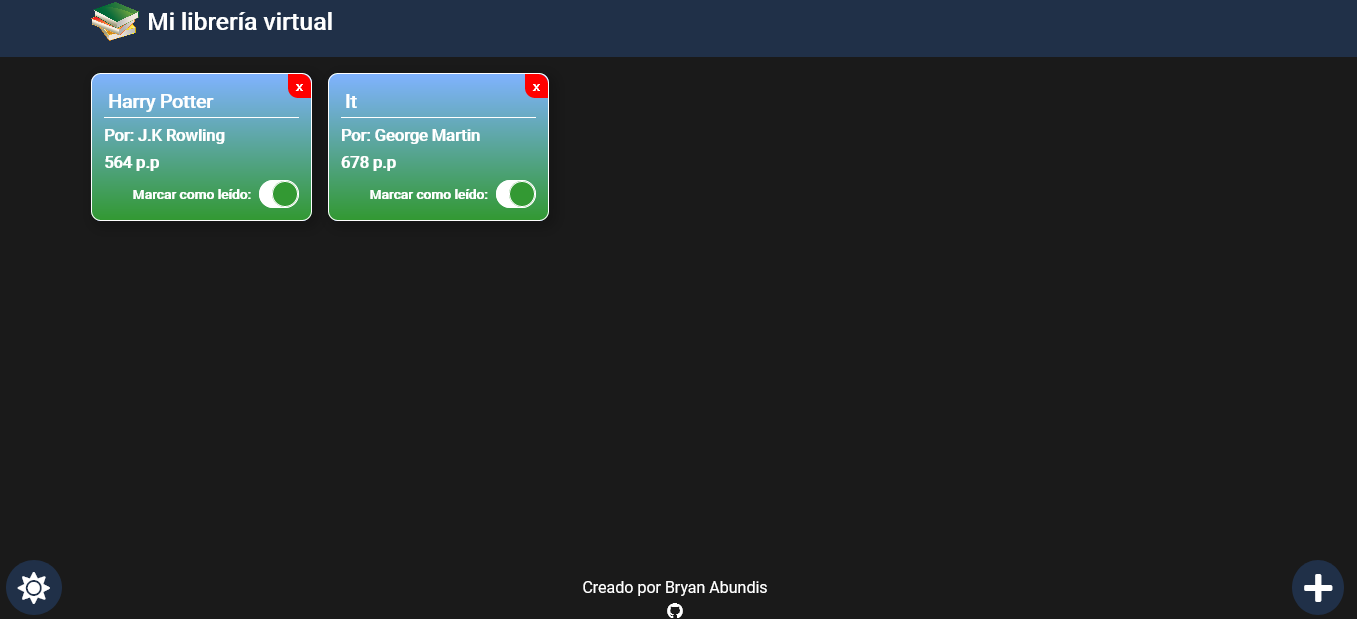 Mi librería virtual
x
Harry Potter
Por: J.K Rowling
564 p.p
Marcar como leído:
x
It
Por: George Martin
678 p.p
Marcar como leído:
Creado por Bryan Abundis